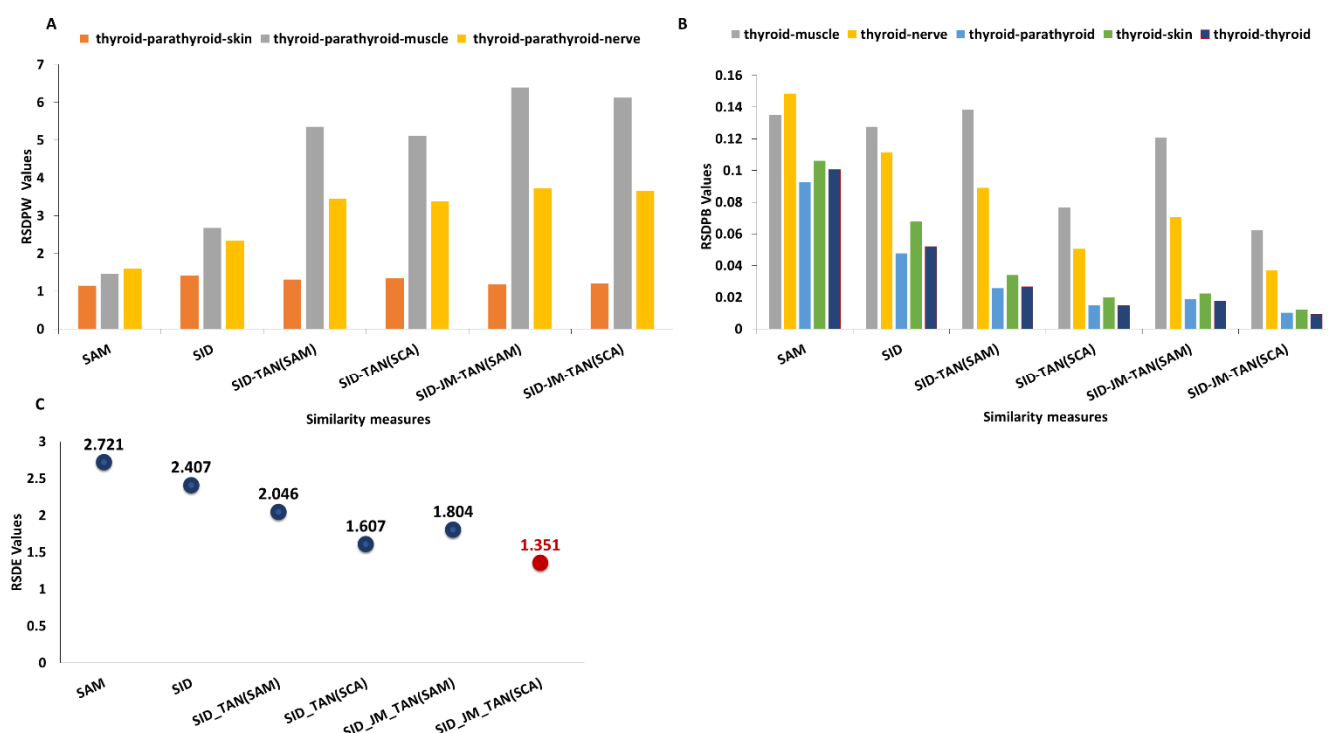 A
thyroid-parathyroid-skin thyroid-parathyroid-muscle thyroid-parathyroid-nerve
RSDPW Values
7
6
5
4
3
2
1
0
SAM SID SID-TAN(SAM) SID-TAN(SCA) SID-JM-TAN(SAM) SID-JM-TAN(SCA)
Similarity measures
B
thyroid-muscle thyroid-nerve thyroid-parathyroid thyroid-skin thyroid-thyroid
RSDPB Values
0.16
0.14
0.12
0.1
0.08
0.06
0.04
0.02
0
SAM SID SID-TAN(SAM) SID-TAN(SCA) SID-JM-TAN(SAM) SID-JM-TAN(SCA)
Similarity measures
C
RSDE Values
3
2.5
2
1.5
1
0.5
0
2.721
2.407
2.046
1.607
1.804
1.351
SAM SID SID_TAN(SAM) SID_TAN(SCA) SID_JM_TAN(SAM) SID_JM_TAN(SCA)